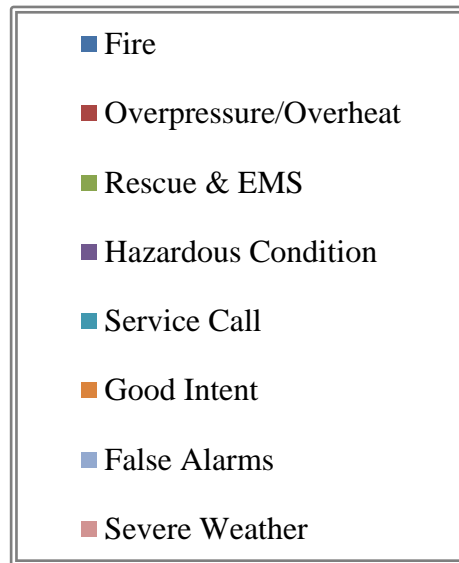 Fire
Overpressure/Overheat
Rescue & EMS
Hazardous Condition
Service Call
Good Intent
False Alarms
Severe Weather